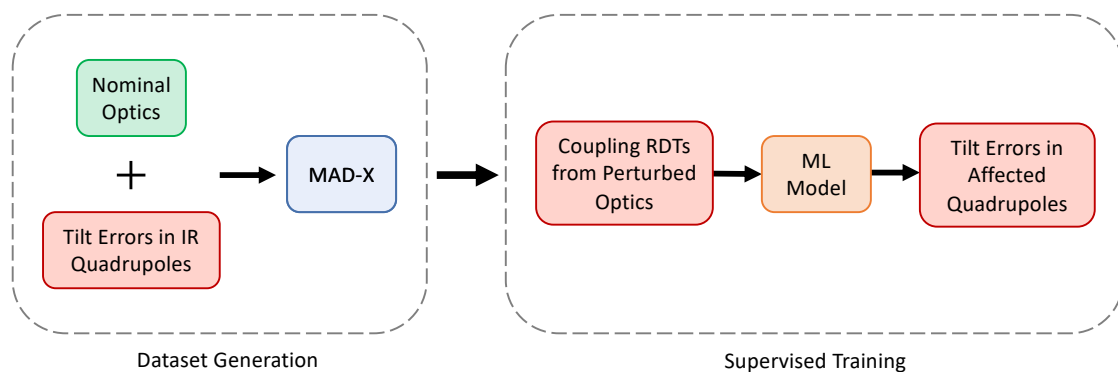 Nominal
Optics
+
Tilt Errors in IR
Quadrupoles
MAD-X
Dataset Generation
Coupling RDTs
from Perturbed
Optics
ML
Model
Tilt Errors in
Affected
Quadrupoles
Supervised Training